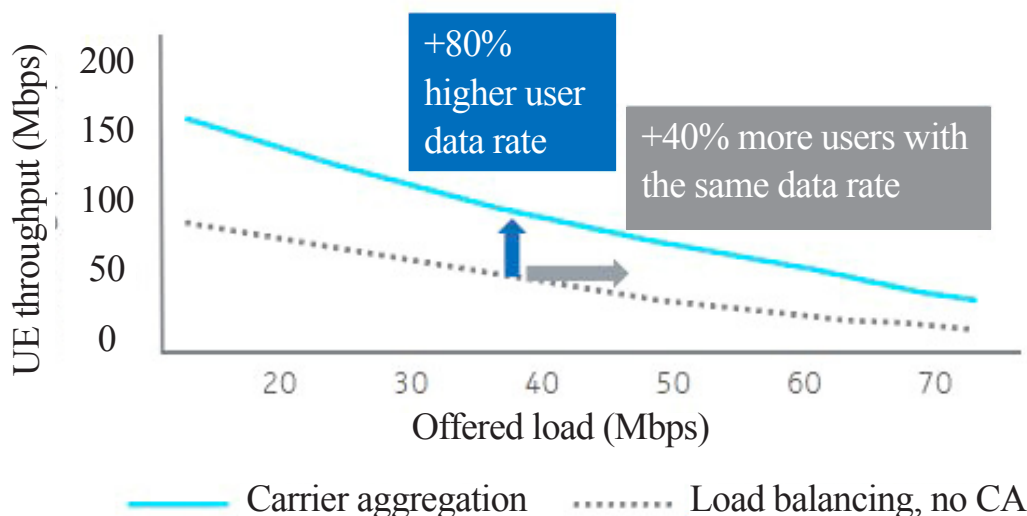 UE throughput (Mbps)
200
150
100
50
0
+80%
higher user
data rate
+40% more users with
the same data rate
20 30 40 50 60 70
Offered load (Mbps)
Carrier aggregation
Load balancing, no CA